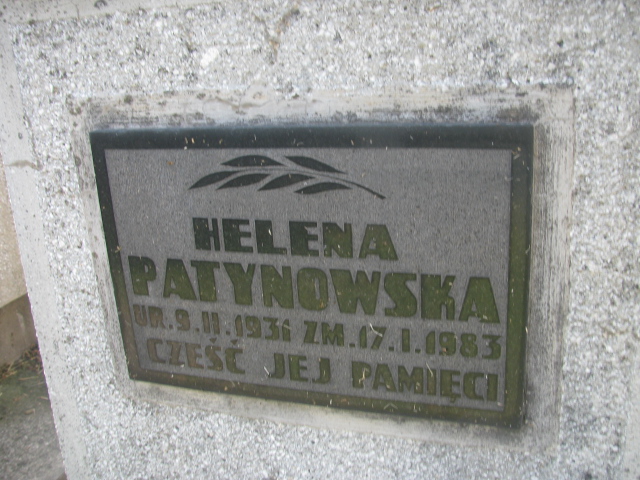 HELENA
PATYNOWSKA
UR. 9.II.1931 ZM. 17.I.1983
CZEŚĆ JEJ PAMIĘCI